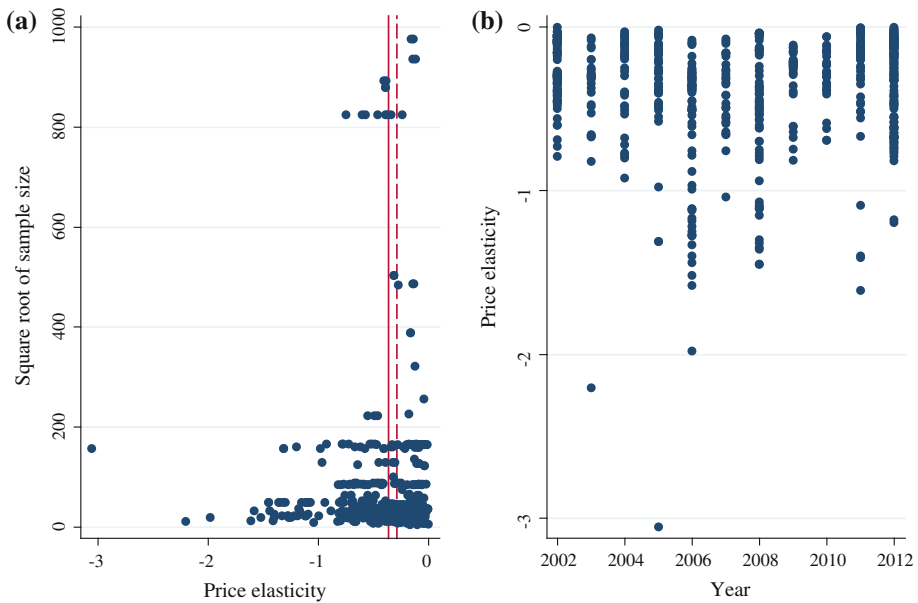 (a)
Square root of sample size
1000
800
600
400
200
0
-3 -2 -1 0
Price elasticity
(b)
Price elasticity
0
-1
-2
-3
2002 2004 2006 2008 2010 2012
Year